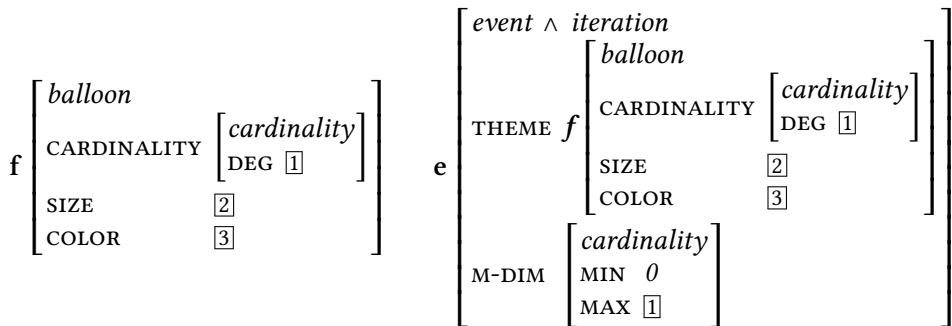 f
balloon
CARDINALITY
cardinality
DEG 1
SIZE 2
COLOR 3
e
event ∧ iteration
THEME f
balloon
CARDINALITY
cardinality
DEG 1
SIZE 2
COLOR 3
M-DIM
cardinality
MIN 0
MAX 1